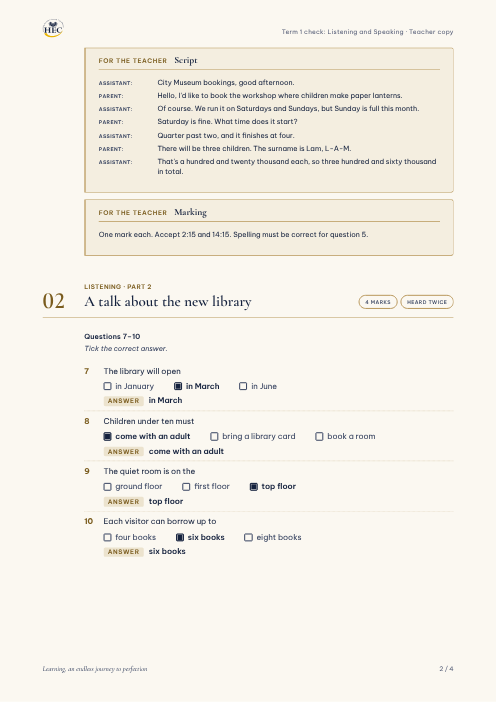 HEC
Term 1 check: Listening and Speaking · Teacher copy
FOR THE TEACHER Script
ASSISTANT: City Museum bookings, good afternoon.
PARENT: Hello, I'd like to book the workshop where children make paper lanterns.
ASSISTANT: Of course. We run it on Saturdays and Sundays, but Sunday is full this month.
PARENT: Saturday is fine. What time does it start?
ASSISTANT: Quarter past two, and it finishes at four.
PARENT: There will be three children. The surname is Lam, L-A-M.
ASSISTANT: That's a hundred and twenty thousand each, so three hundred and sixty thousand
in total.
FOR THE TEACHER Marking
One mark each. Accept 2:15 and 14:15. Spelling must be correct for question 5.
LISTENING · PART 2
02 A talk about the new library 4 MARKS HEARD TWICE
Questions 7–10
Tick the correct answer.
7 The library will open
in January in March in June
ANSWER in March
8 Children under ten must
come with an adult bring a library card book a room
ANSWER come with an adult
9 The quiet room is on the
ground floor first floor top floor
ANSWER top floor
10 Each visitor can borrow up to
four books six books eight books
ANSWER six books
Learning, an endless journey to perfection 2 / 4